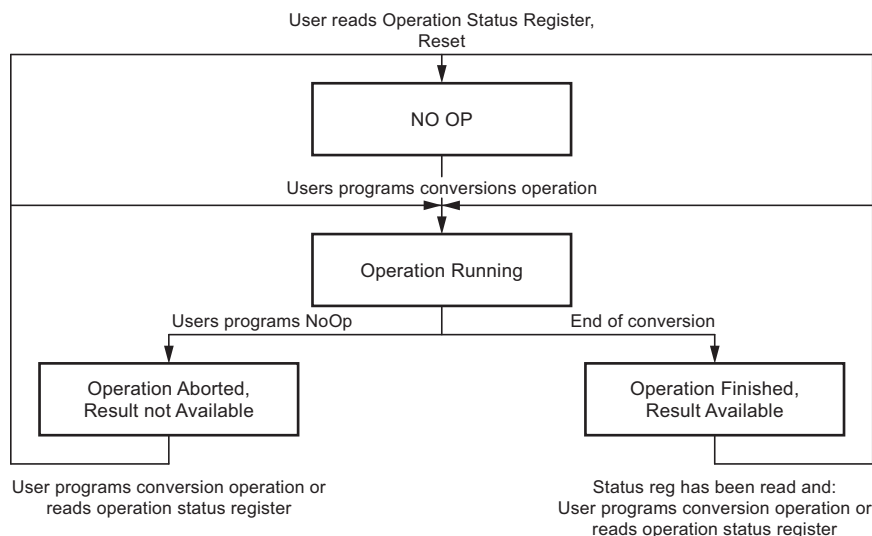 User reads Operation Status Register,
Reset
NO OP
Users programs conversions operation
Operation Running
Users programs NoOp
End of conversion
Operation Aborted,
Result not Available
Operation Finished,
Result Available
User programs conversion operation or
reads operation status register
Status reg has been read and:
User programs conversion operation or
reads operation status register